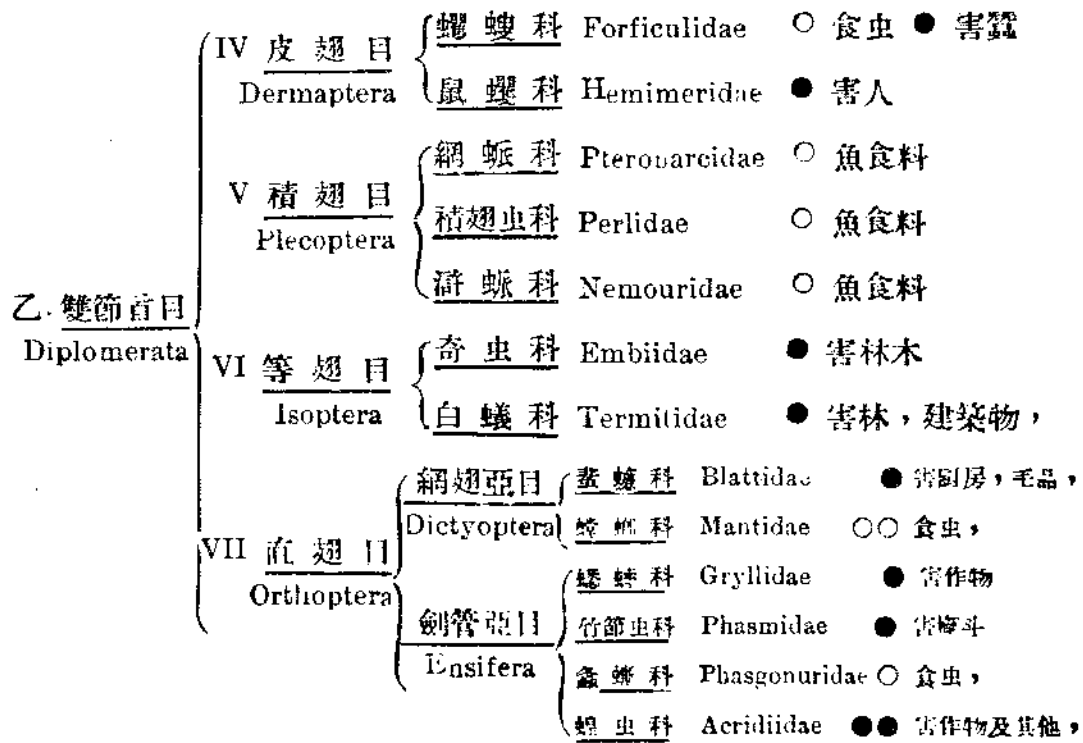 IV 皮翅目 Dermaptera
蠼螋科 Forficulidae ○ 食虫 ● 害蠶
鼠蠼科 Hemimeridae ● 害人
V 積翅目 Plecoptera
網蚸科 Pteronarcidae ○ 魚食料
積翅虫科 Perlidae ○ 魚食料
蚸科 Nemouridae ○ 魚食料
乙.雙節首目 Diplomerata
VI 等翅目 Isoptera
奇虫科 Embiidae ● 害林木
白蟻科 Termitidae ● 害林,建築物,
VII 直翅目 Orthoptera
網翅亞目 Dictyoptera
蜚蠊科 Blattidae ● 害厨房,毛品,
螳螂科 Mantidae ○○ 食虫,
劍管亞目 Ensifera
蟋蟀科 Gryllidae ● 害作物
竹節虫科 Phasmidae ● 害
螽蟖科 Phasgonuridae ○ 食虫,
蝗虫科 Acridiidae ●● 害作物及其他,